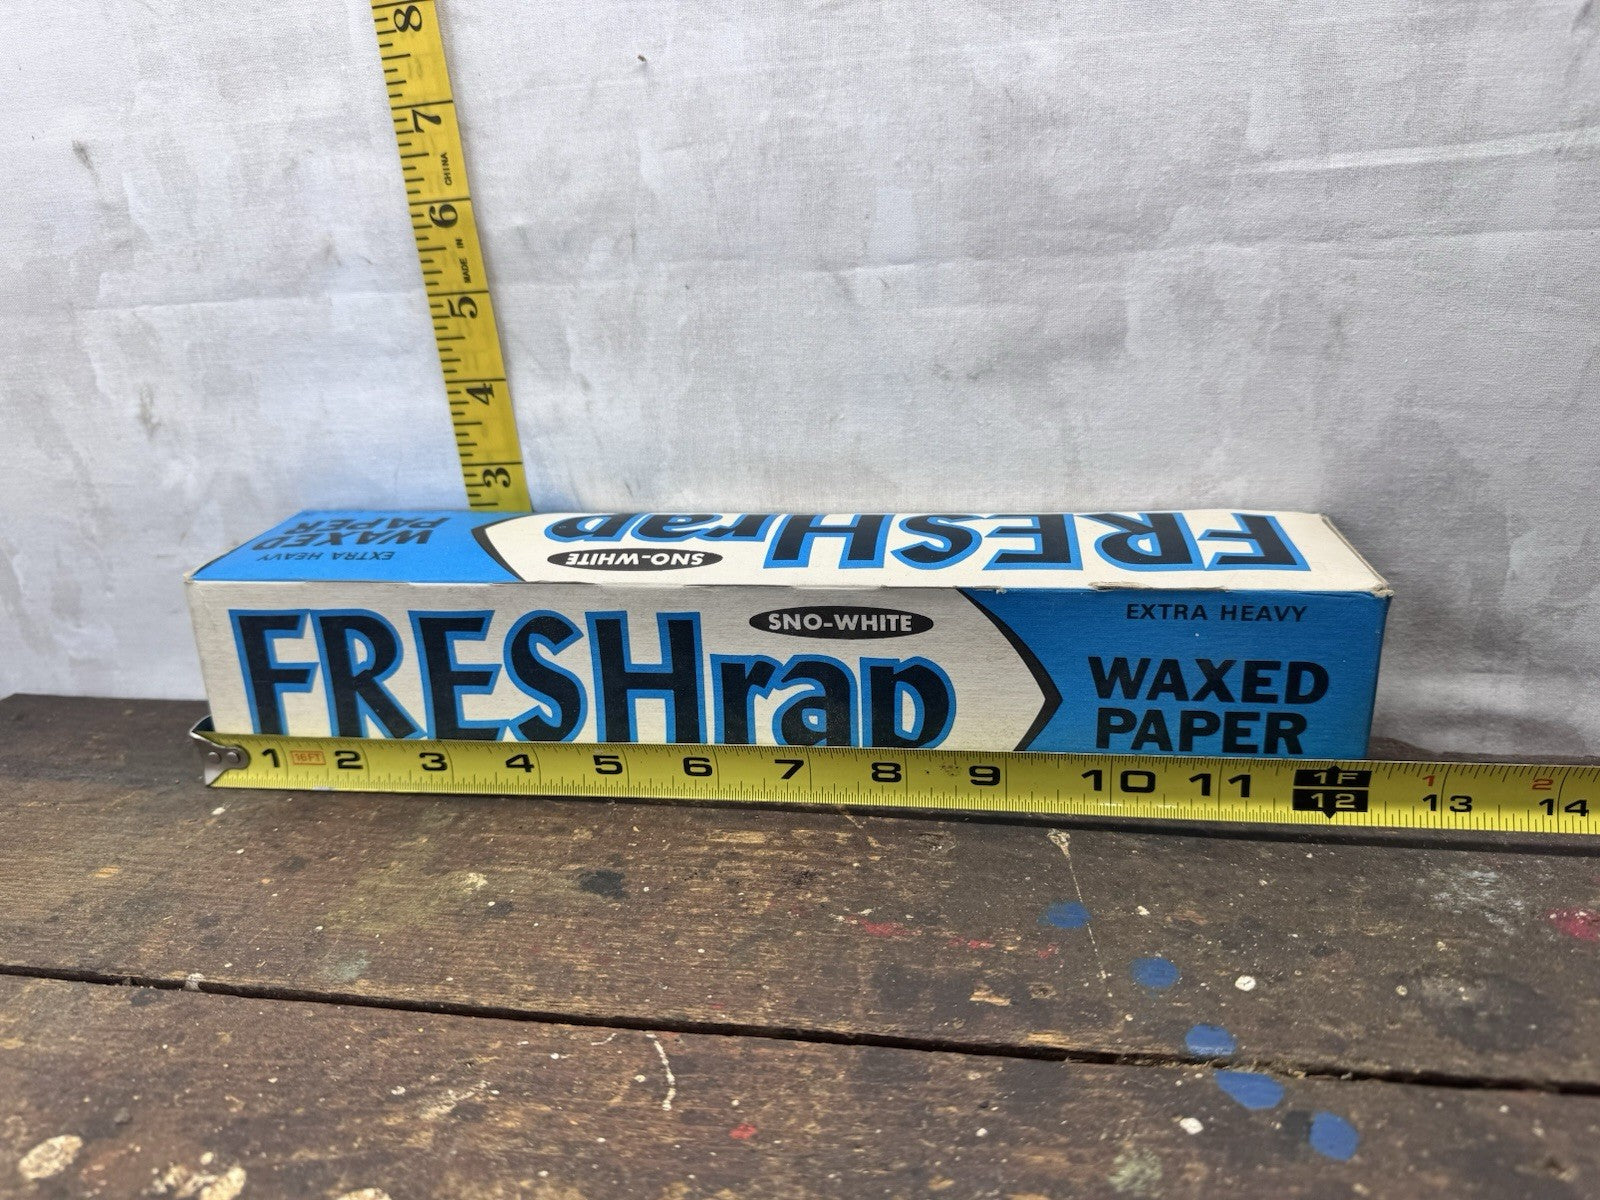 8
7
CHINA
6
MADE IN
5
4
3
EXTRA HEAVY
WAXED
PAPER
SNO-WHITE
FRESHrap
FRESHrap
SNO-WHITE
EXTRA HEAVY
WAXED
PAPER
1 16FT 2 3 4 5 6 7 8 9 10 11 1F 1 2
12 13 14